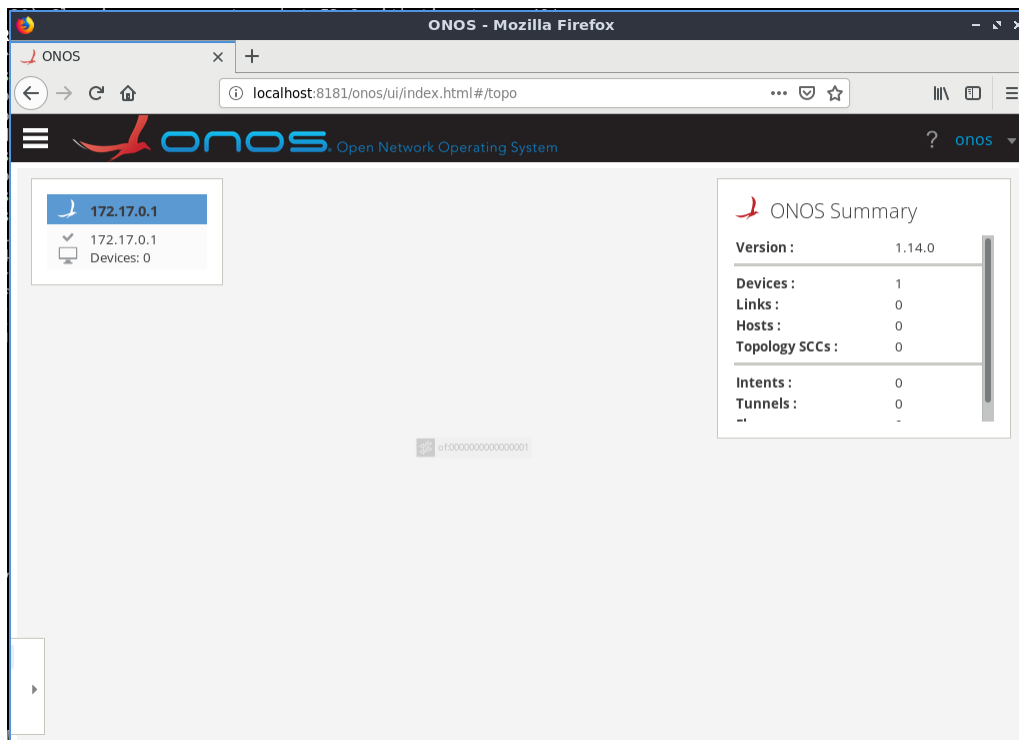 ONOS - Mozilla Firefox
ONOS
localhost:8181/onos/ui/index.html#/topo
onos. Open Network Operating System
? onos
172.17.0.1
172.17.0.1
Devices: 0
ONOS Summary
Version : 1.14.0
Devices : 1
Links : 0
Hosts : 0
Topology SCCs : 0
Intents : 0
Tunnels : 0
of:0000000000000001